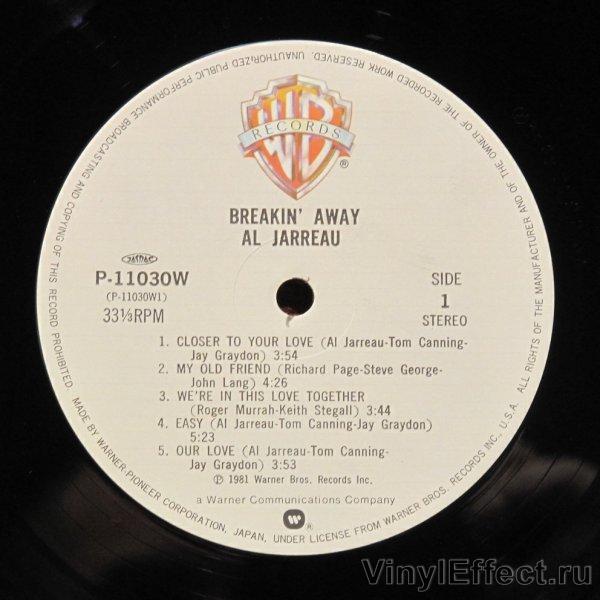 WB
RECORDS
®
BREAKIN' AWAY
AL JARREAU
JASRAC
P-11030W
(P-11030W1)
33⅓RPM
SIDE
1
STEREO
1. CLOSER TO YOUR LOVE (Al Jarreau-Tom Canning-
Jay Graydon) 3:54
2. MY OLD FRIEND (Richard Page-Steve George-
John Lang) 4:26
3. WE'RE IN THIS LOVE TOGETHER
(Roger Murrah-Keith Stegall) 3:44
4. EASY (Al Jarreau-Tom Canning-Jay Graydon)
5:23
5. OUR LOVE (Al Jarreau-Tom Canning-
Jay Graydon) 3:53
Ⓟ 1981 Warner Bros. Records Inc.
a Warner Communications Company
®
MADE BY WARNER-PIONEER CORPORATION, JAPAN, UNDER LICENSE FROM WARNER BROS. RECORDS INC., U.S.A. ALL RIGHTS OF THE MANUFACTURER AND OF THE OWNER OF THE RECORDED WORK RESERVED. UNAUTHORIZED PUBLIC PERFORMANCE BROADCASTING AND COPYING OF THIS RECORD PROHIBITED.
VinylEffect.ru